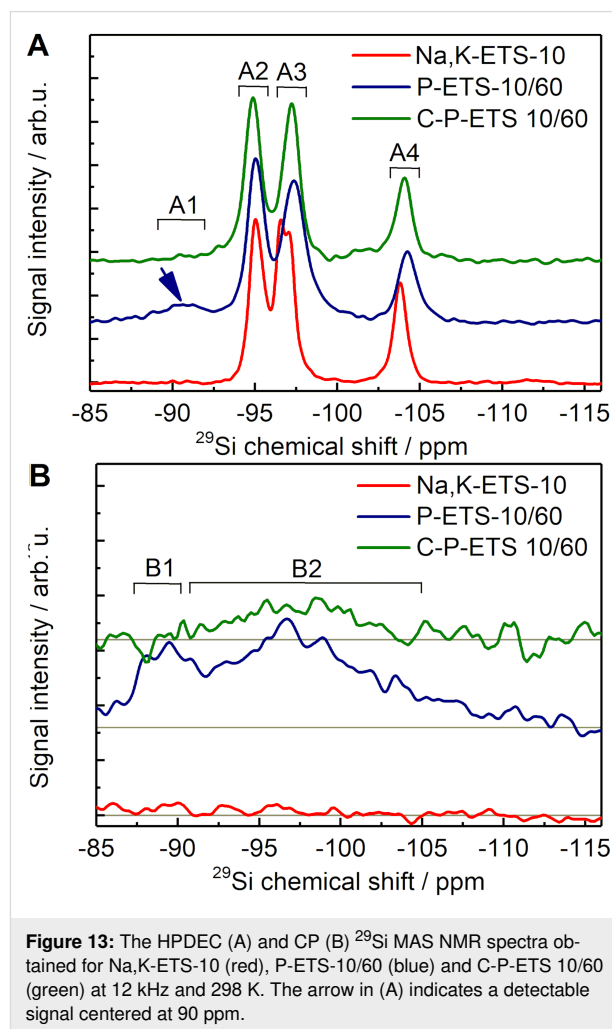 A
Na,K-ETS-10
P-ETS-10/60
C-P-ETS 10/60
A1
A2
A3
A4
Signal intensity / arb.u.
-85 -90 -95 -100 -105 -110 -115
²⁹Si chemical shift / ppm
B
Na,K-ETS-10
P-ETS-10/60
C-P-ETS 10/60
B1
B2
Signal intensity / arb. u.
-85 -90 -95 -100 -105 -110 -115
²⁹Si chemical shift / ppm
Figure 13: The HPDEC (A) and CP (B) ²⁹Si MAS NMR spectra ob-
tained for Na,K-ETS-10 (red), P-ETS-10/60 (blue) and C-P-ETS 10/60
(green) at 12 kHz and 298 K. The arrow in (A) indicates a detectable
signal centered at 90 ppm.